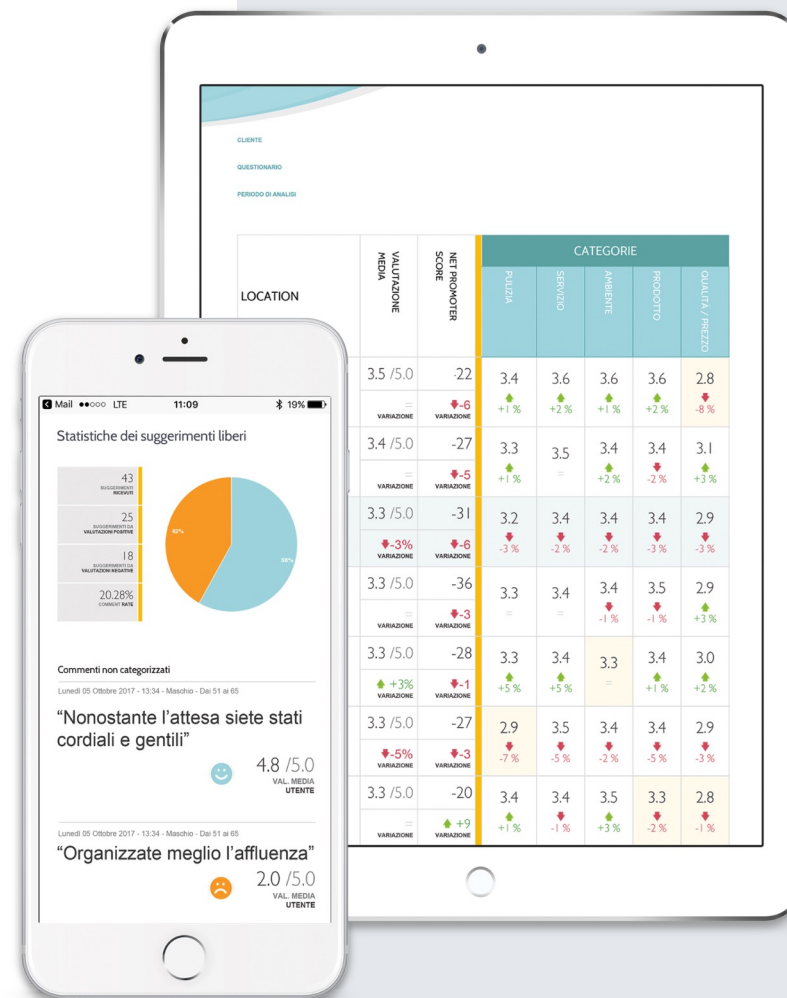 CLIENTE
QUESTIONARIO
PERIODO DI ANALISI
LOCATION
VALUTAZIONE
MEDIA
NET PROMOTER
SCORE
CATEGORIE
PULIZIA
SERVIZIO
AMBIENTE
PRODOTTO
QUALITÀ / PREZZO
3.5 /5.0 -22 3.4 3.6 3.6 3.6 2.8
= -6 +1 % +2 % +1 % +2 % -8 %
VARIAZIONE VARIAZIONE
3.4 /5.0 -27 3.3 3.5 3.4 3.4 3.1
= -5 +1 % = +2 % -2 % +3 %
VARIAZIONE VARIAZIONE
3.3 /5.0 -31 3.2 3.4 3.4 3.4 2.9
-3% -6 -3 % -2 % -2 % -3 % -3 %
VARIAZIONE VARIAZIONE
3.3 /5.0 -36 3.3 3.4 3.4 3.5 2.9
= -3 = = -1 % -1 % +3 %
VARIAZIONE VARIAZIONE
3.3 /5.0 -28 3.3 3.4 3.3 3.4 3.0
+3% -1 +5 % +5 % = +1 % +2 %
VARIAZIONE VARIAZIONE
3.3 /5.0 -27 2.9 3.5 3.4 3.4 2.9
-5% -3 -7 % -5 % -2 % -5 % -3 %
VARIAZIONE VARIAZIONE
3.3 /5.0 -20 3.4 3.4 3.5 3.3 2.8
= +9 +1 % -1 % +3 % -2 % -1 %
VARIAZIONE VARIAZIONE
Mail LTE 11:09 19%
Statistiche dei suggerimenti liberi
43
SUGGERIMENTI
RICEVUTI
25
SUGGERIMENTI DA
VALUTAZIONI POSITIVE
18
SUGGERIMENTI DA
VALUTAZIONI NEGATIVE
20.28%
COMMENT RATE
42%
58%
Commenti non categorizzati
Lunedì 05 Ottobre 2017 - 13:34 - Maschio - Dai 51 ai 65
“Nonostante l’attesa siete stati
cordiali e gentili”
4.8 /5.0
VAL. MEDIA
UTENTE
Lunedì 05 Ottobre 2017 - 13:34 - Maschio - Dai 51 ai 65
“Organizzate meglio l’affluenza”
2.0 /5.0
VAL. MEDIA
UTENTE